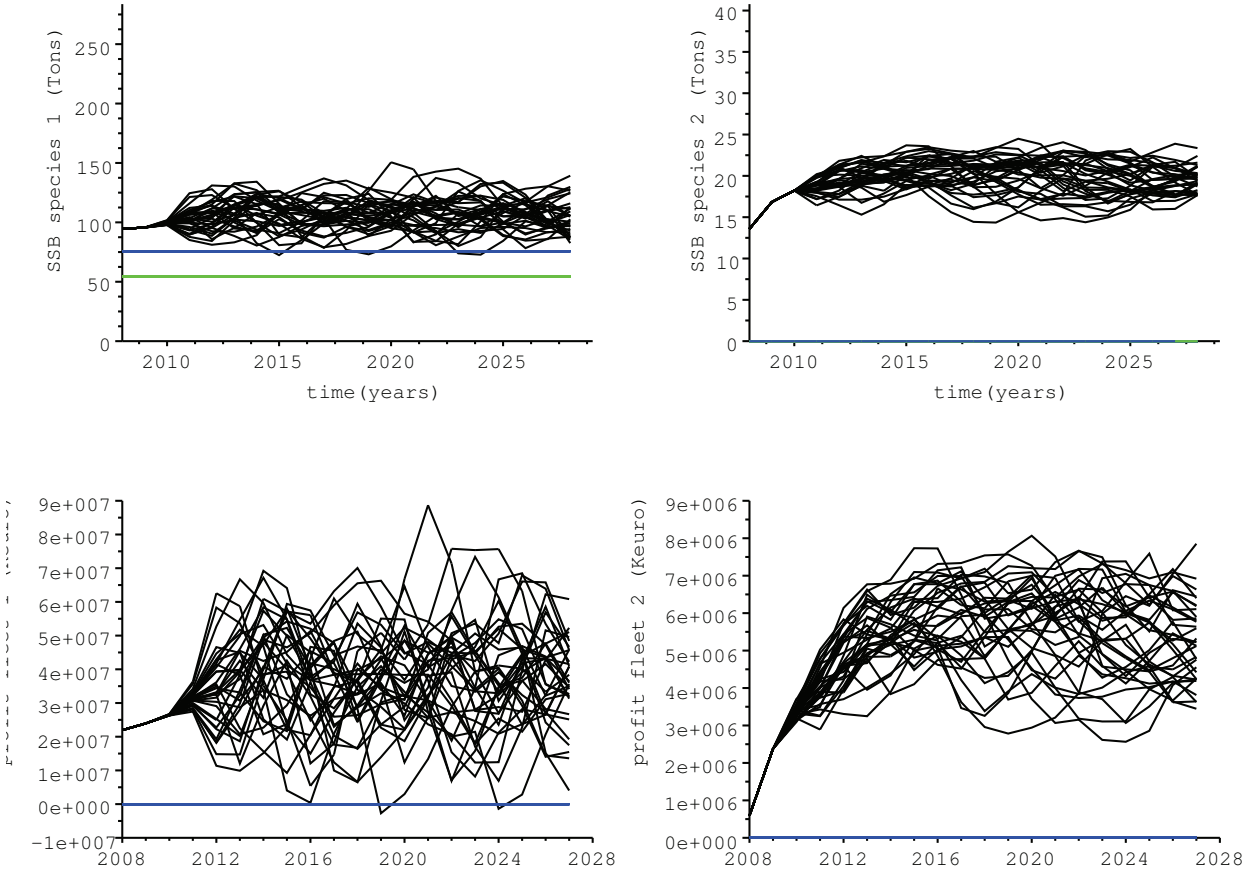 SSB species 1 (Tons)
250
200
150
100
50
0
2010 2015 2020 2025
time(years)
SSB species 2 (Tons)
40
35
30
25
20
15
10
5
0
2010 2015 2020 2025
time(years)
9e+007
8e+007
7e+007
6e+007
5e+007
4e+007
3e+007
2e+007
1e+007
0e+000
-1e+007
2008 2012 2016 2020 2024 2028
profit fleet 2 (Keuro)
9e+006
8e+006
7e+006
6e+006
5e+006
4e+006
3e+006
2e+006
1e+006
0e+000
2008 2012 2016 2020 2024 2028